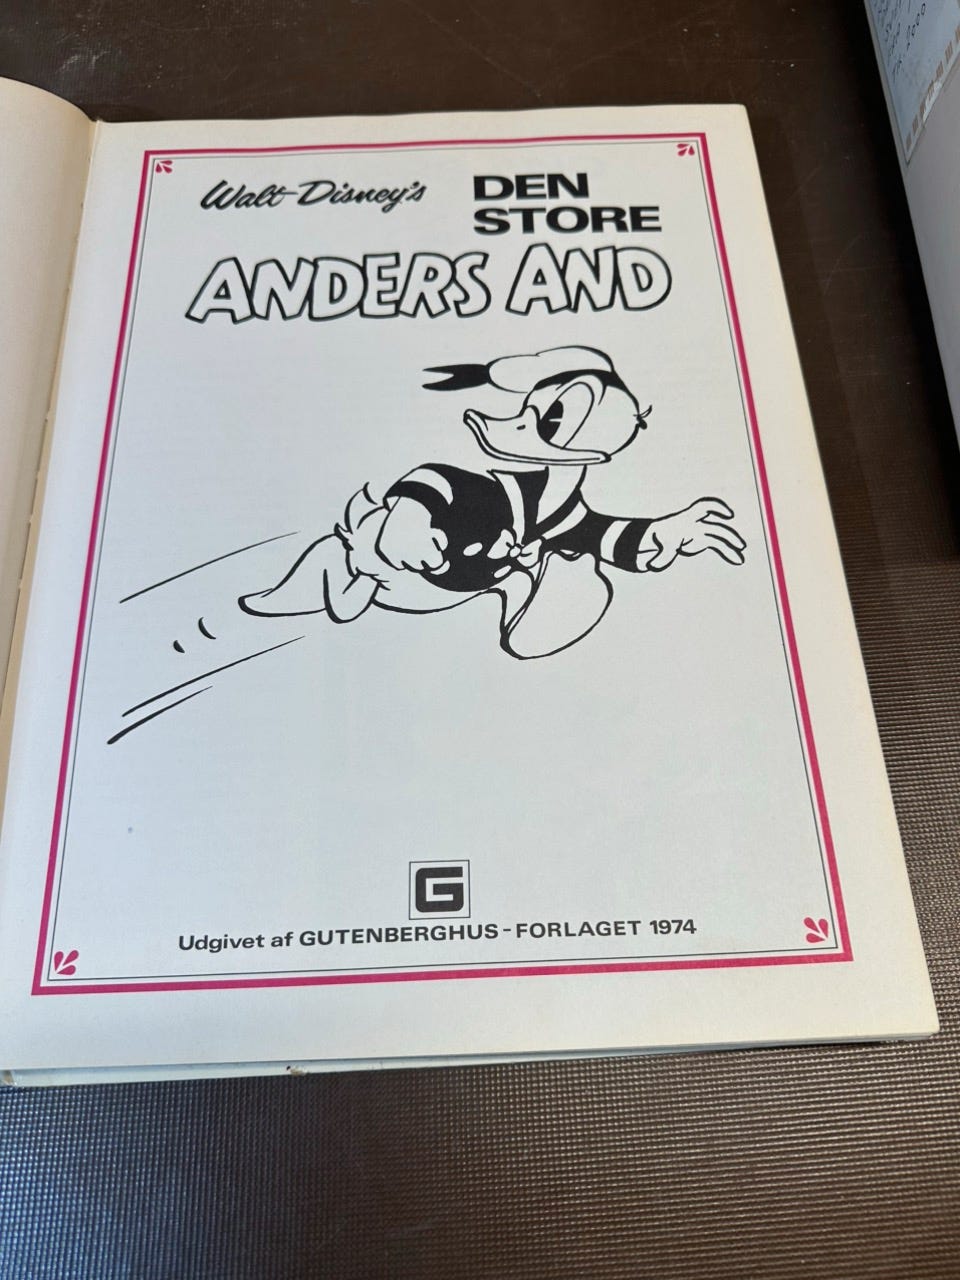 Walt Disney's
DEN
STORE
ANDERS AND
G
Udgivet af GUTENBERGHUS-FORLAGET 1974